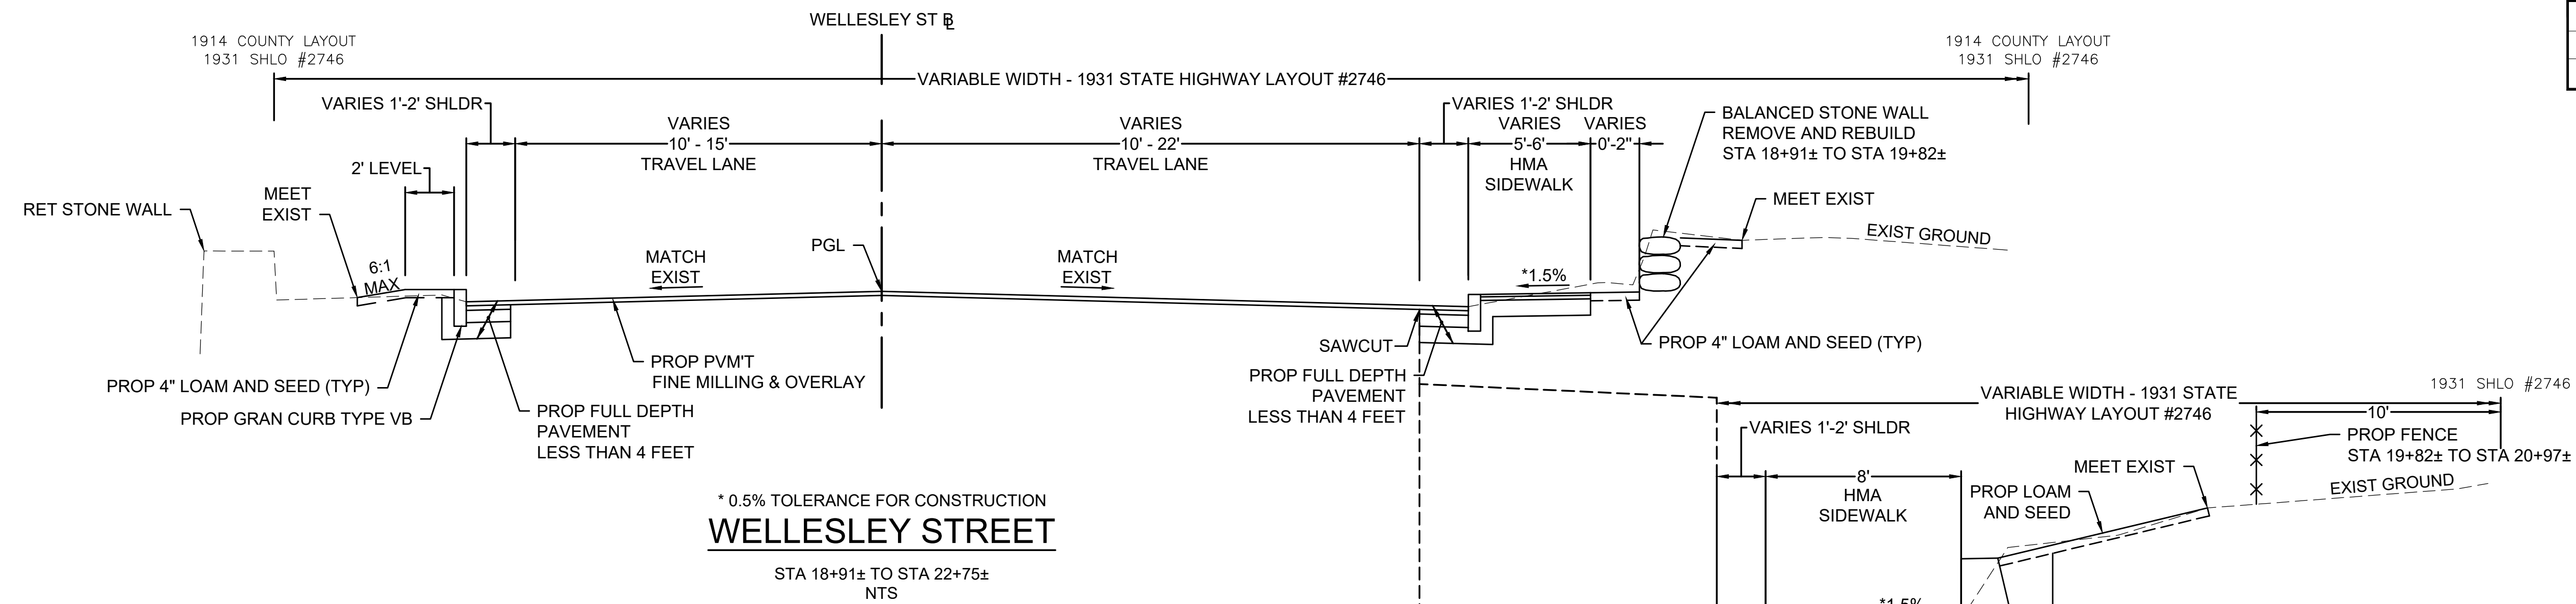 WELLESLEY ST BL
1914 COUNTY LAYOUT
1931 SHLO #2746
1914 COUNTY LAYOUT
1931 SHLO #2746
VARIABLE WIDTH - 1931 STATE HIGHWAY LAYOUT #2746
VARIES 1'-2' SHLDR
VARIES
10' - 15'
TRAVEL LANE
VARIES
10' - 22'
TRAVEL LANE
VARIES 1'-2' SHLDR
VARIES
5'-6'
HMA
SIDEWALK
VARIES
0'-2"
BALANCED STONE WALL
REMOVE AND REBUILD
STA 18+91± TO STA 19+82±
2' LEVEL
MEET
EXIST
RET STONE WALL
6:1
MAX
MATCH
EXIST
PGL
MATCH
EXIST
*1.5%
MEET EXIST
EXIST GROUND
PROP 4" LOAM AND SEED (TYP)
PROP GRAN CURB TYPE VB
PROP FULL DEPTH
PAVEMENT
LESS THAN 4 FEET
PROP PVM'T
FINE MILLING & OVERLAY
SAWCUT
PROP FULL DEPTH
PAVEMENT
LESS THAN 4 FEET
PROP 4" LOAM AND SEED (TYP)
* 0.5% TOLERANCE FOR CONSTRUCTION
WELLESLEY STREET
STA 18+91± TO STA 22+75±
NTS
1931 SHLO #2746
VARIABLE WIDTH - 1931 STATE
HIGHWAY LAYOUT #2746
10'
VARIES 1'-2' SHLDR
PROP FENCE
STA 19+82± TO STA 20+97±
8'
HMA
SIDEWALK
MEET EXIST
PROP LOAM
AND SEED
EXIST GROUND
*1.5%